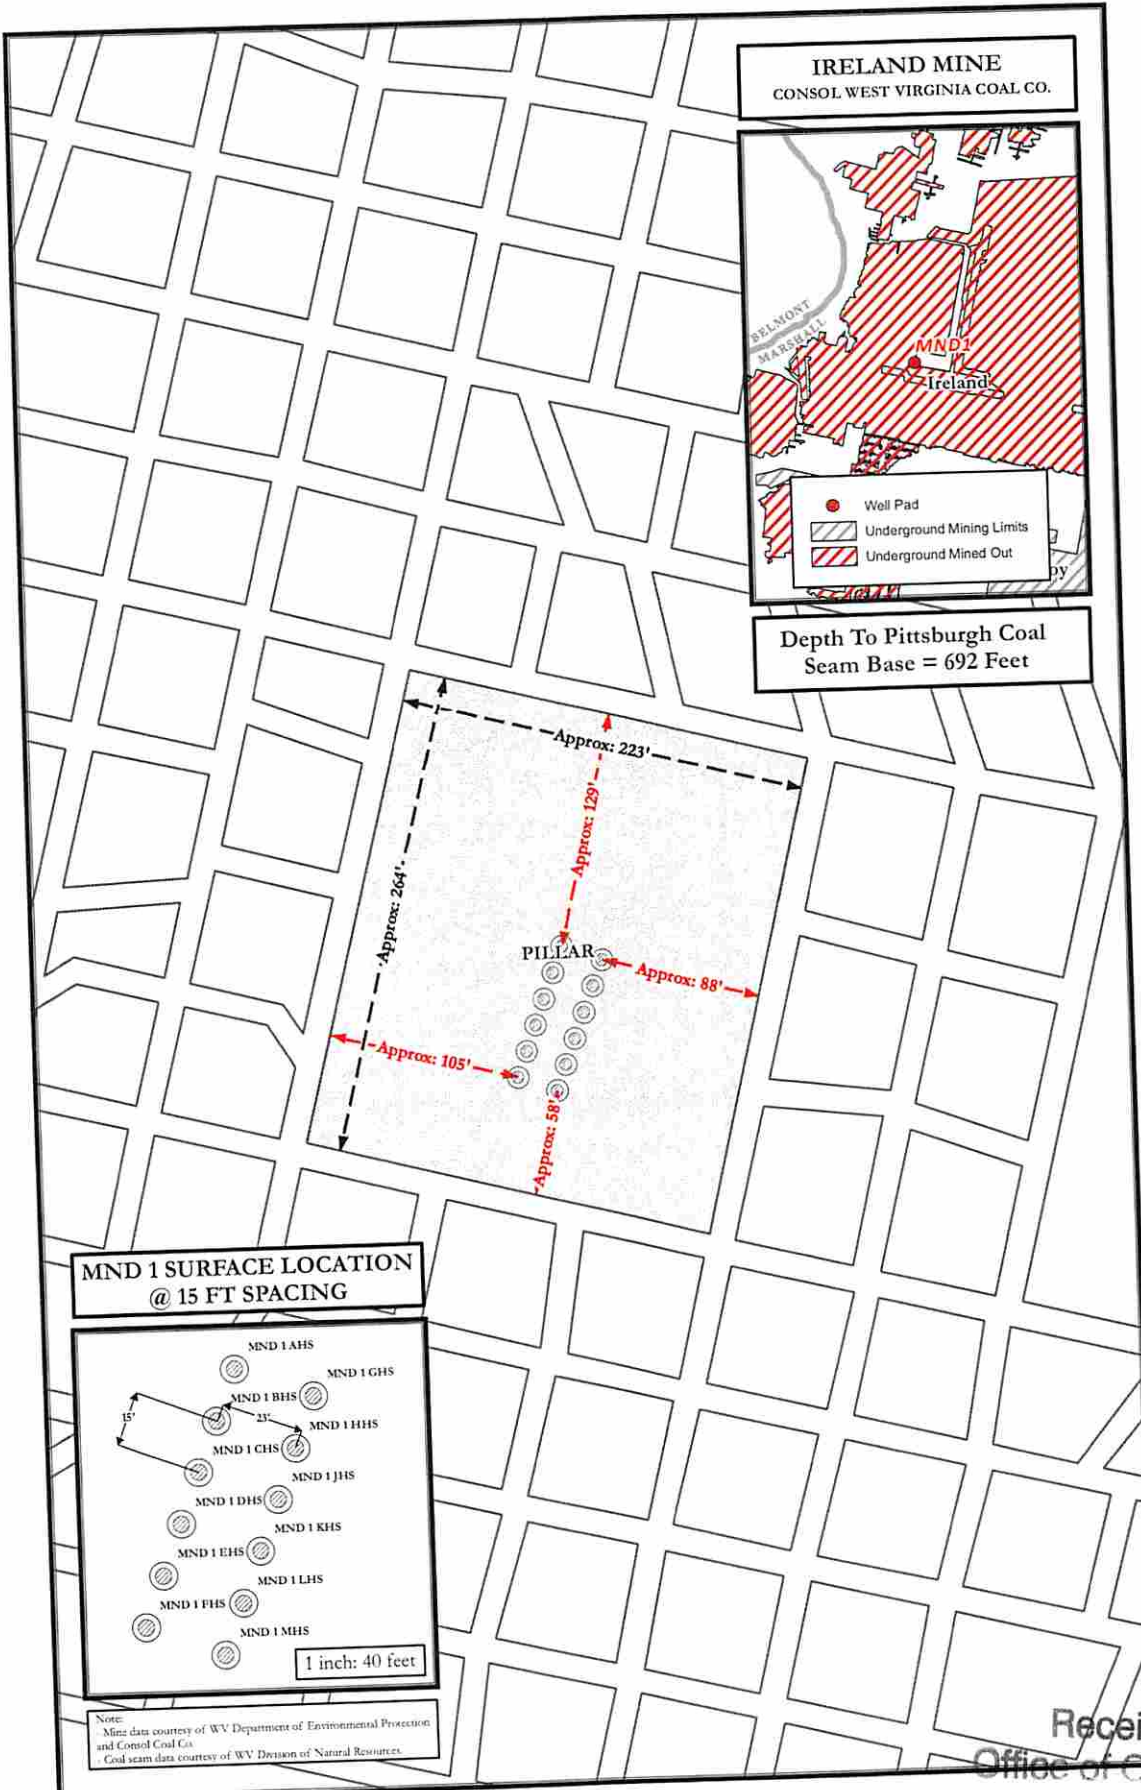 IRELAND MINE
CONSOL WEST VIRGINIA COAL CO.
BELMONT
MARSHALL
MND1
Ireland
Well Pad
Underground Mining Limits
Underground Mined Out
Depth To Pittsburgh Coal
Seam Base = 692 Feet
Approx: 223'
Approx: 129'
Approx: 264'
PILLAR
Approx: 88'
Approx: 105'
Approx: 58'
MND 1 SURFACE LOCATION
@ 15 FT SPACING
MND 1 AHS
MND 1 GHS
MND 1 BHS
15'
23'
MND 1 HHS
MND 1 CHS
MND 1 JHS
MND 1 DHS
MND 1 KHS
MND 1 EHS
MND 1 LHS
MND 1 FHS
MND 1 MHS
1 inch: 40 feet
Note:
- Mine data courtesy of WV Department of Environmental Protection
and Consol Coal Co.
- Coal seam data courtesy of WV Division of Natural Resources.
Recei
Office of